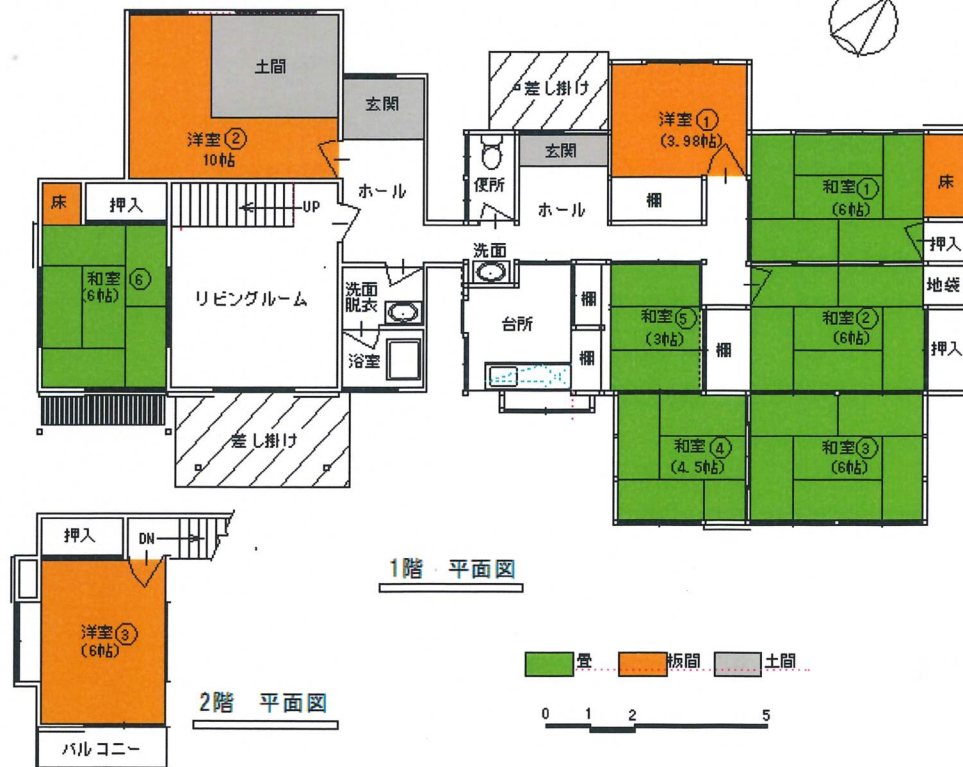 土間
玄関
差し掛け
洋室①
(3.98帖)
洋室②
10帖
便所
玄関
和室①
(6帖)
床
床
押入
UP
ホール
ホール
棚
押入
和室⑥
(6帖)
リビングルーム
洗面
脱衣
洗面
地袋
台所
棚
和室⑤
(3帖)
棚
和室②
(6帖)
押入
浴室
棚
差し掛け
和室④
(4.5帖)
和室③
(6帖)
押入
DN
1階 平面図
洋室③
(6帖)
畳
板間
土間
2階 平面図
0 1 2 5
バルコニー